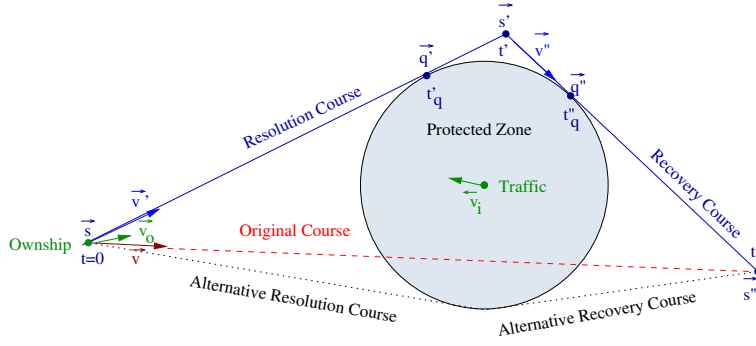 s'
t'
v"
q'
t'q
q"
t"q
Resolution Course
Protected Zone
Recovery Course
v'
Traffic
vi
s
Ownship
vo
Original Course
t=0
v
t
s"
Alternative Resolution Course
Alternative Recovery Course